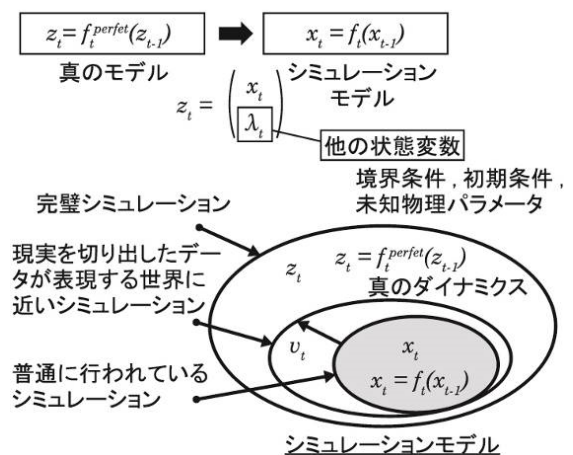 z_t = f_t^{perfet}(z_{t-1})
x_t = f_t(x_{t-1})
真のモデル
シミュレーション
モデル
z_t = ( x_t
λ_t )
他の状態変数
境界条件 , 初期条件 ,
未知物理パラメータ
完璧シミュレーション
現実を切り出したデー
タが表現する世界に
近いシミュレーション
普通に行われている
シミュレーション
z_t
z_t = f_t^{perfet}(z_{t-1})
真のダイナミクス
υ_t
x_t
x_t = f_t(x_{t-1})
シミュレーションモデル